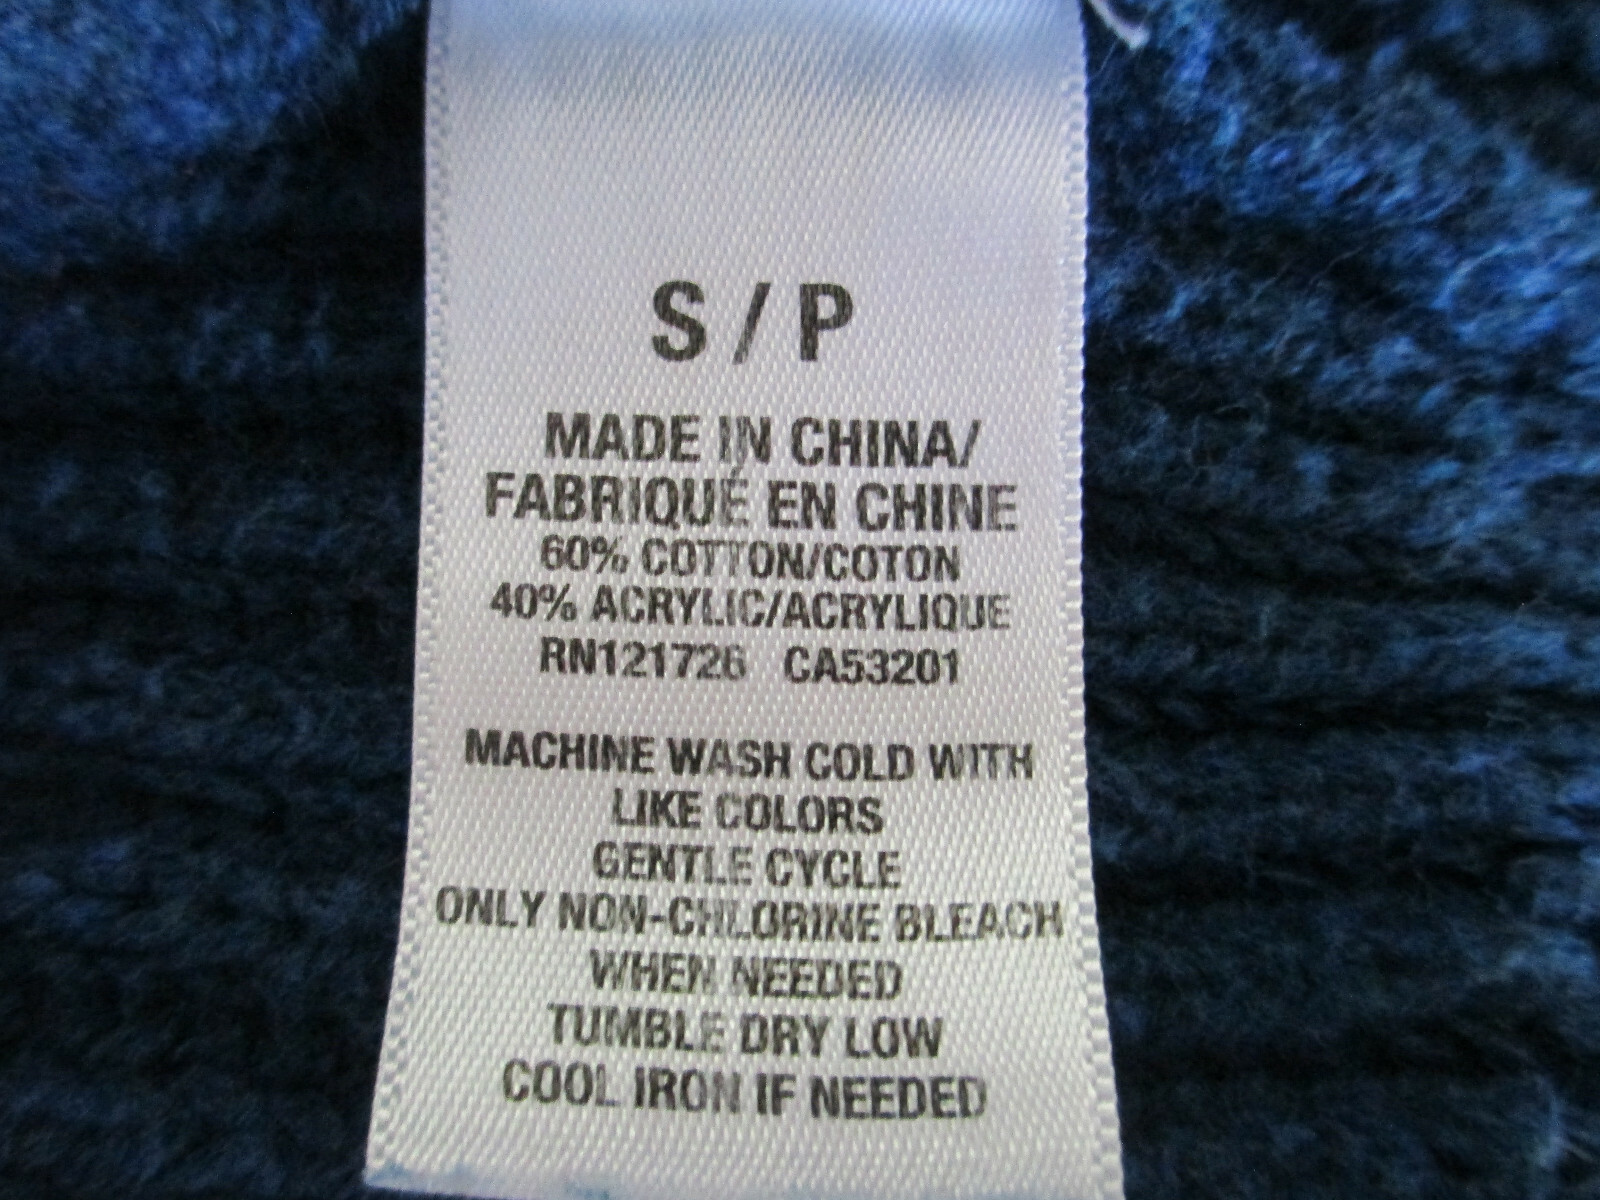 S / P
MADE IN CHINA/
FABRIQUÉ EN CHINE
60% COTTON/COTON
40% ACRYLIC/ACRYLIQUE
RN121726 CA53201
MACHINE WASH COLD WITH
LIKE COLORS
GENTLE CYCLE
ONLY NON-CHLORINE BLEACH
WHEN NEEDED
TUMBLE DRY LOW
COOL IRON IF NEEDED